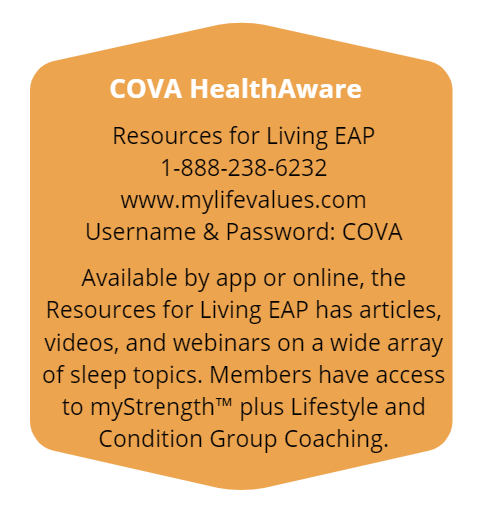 COVA HealthAware
Resources for Living EAP
1-888-238-6232
www.mylifevalues.com
Username & Password: COVA
Available by app or online, the
Resources for Living EAP has articles,
videos, and webinars on a wide array
of sleep topics. Members have access
to myStrength™ plus Lifestyle and
Condition Group Coaching.